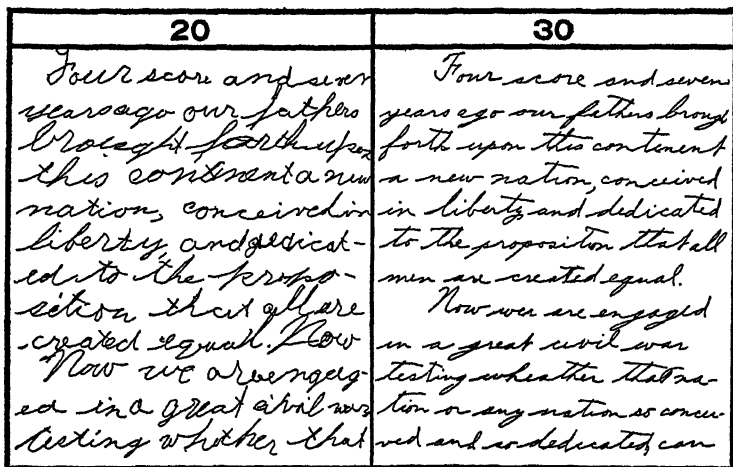 20
Four score and seven
years ago our fathers
brought forth upon
this continent a new
nation, conceived in
liberty, and dedicat-
ed to the propo-
sition that all are
created equal. Now
Now we are engag-
ed in a great civil war
testing whether that
30
Four score and seven
years ago our fathers brough
forth upon this contenent
a new nation, conceived
in liberty and dedicated
to the propositon that all
men are created equal.
Now wer are engaged
in a great civil war
testing wheather that na-
tion or any nation so concei-
ved and so dedicated, can